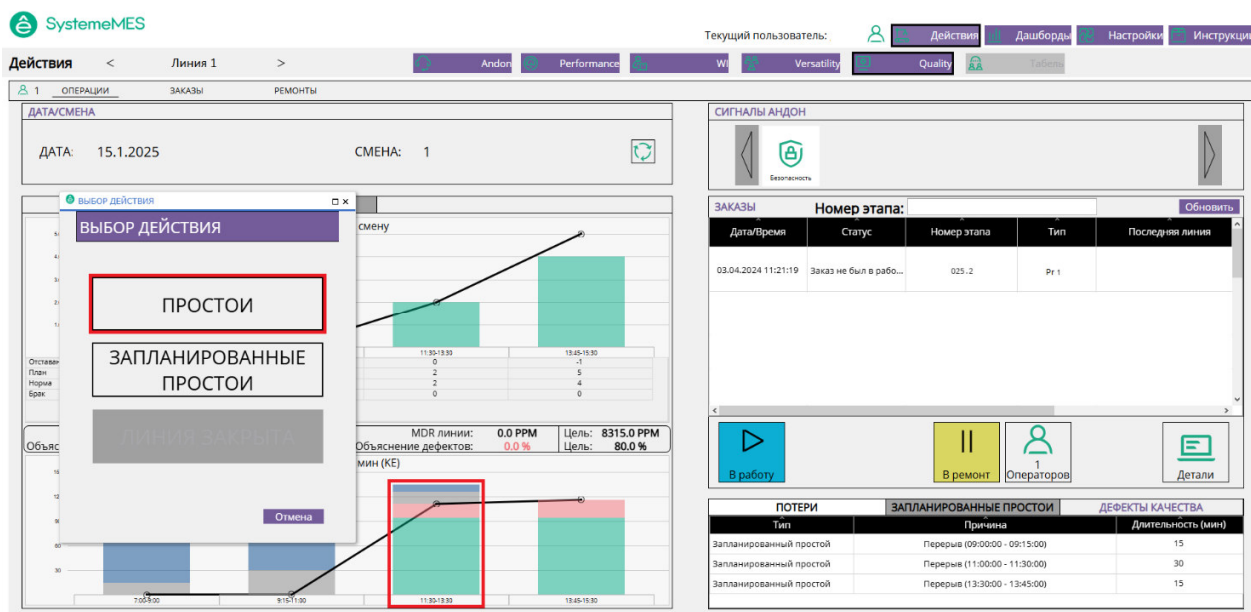 SystemeMES
Текущий пользователь:
Действия
Дашборды
Настройки
Инструкции
Действия < Линия 1 >
Andon
Performance
WI
Versatility
Quality
Табель
1 ОПЕРАЦИИ ЗАКАЗЫ РЕМОНТЫ
ДАТА/СМЕНА
ДАТА: 15.1.2025 СМЕНА: 1
СИГНАЛЫ АНДОН
Безопасность
ВЫБОР ДЕЙСТВИЯ
ВЫБОР ДЕЙСТВИЯ
ПРОСТОИ
ЗАПЛАНИРОВАННЫЕ
ПРОСТОИ
ЛИНИЯ ЗАКРЫТА
Отмена
смену
11:30-13:30 13:45-15:30
0 -1
План 2 5
Норма 2 4
Брак 0 0
MDR линии: 0.0 PPM Цель: 8315.0 PPM
Объяснение дефектов: 0.0 % Цель: 80.0 %
мин (KE)
60
30
7:00-9:00 9:15-11:00 11:30-13:30 13:45-15:30
ЗАКАЗЫ Номер этапа: Обновить
Дата/Время Статус Номер этапа Тип Последняя линия
03.04.2024 11:21:19 Заказ не был в рабо... 025.2 Pr 1
В работу
В ремонт
1
Операторов
Детали
ПОТЕРИ ЗАПЛАНИРОВАННЫЕ ПРОСТОИ ДЕФЕКТЫ КАЧЕСТВА
Тип Причина Длительность (мин)
Запланированный простой Перерыв (09:00:00 - 09:15:00) 15
Запланированный простой Перерыв (11:00:00 - 11:30:00) 30
Запланированный простой Перерыв (13:30:00 - 13:45:00) 15